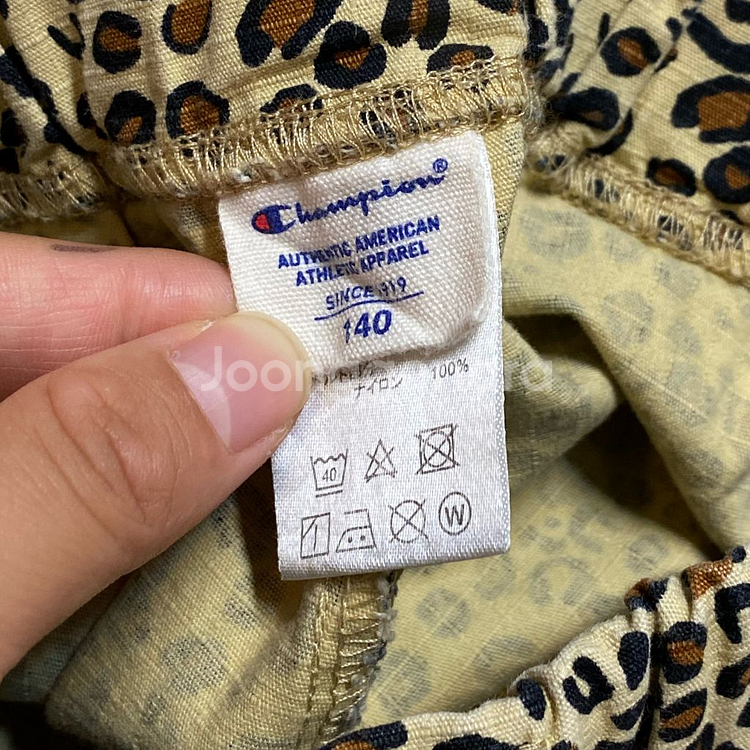 Champion®
AUTHENTIC AMERICAN
ATHLETIC APPAREL
SINCE 1919
140
ナイロン 100%
40
W